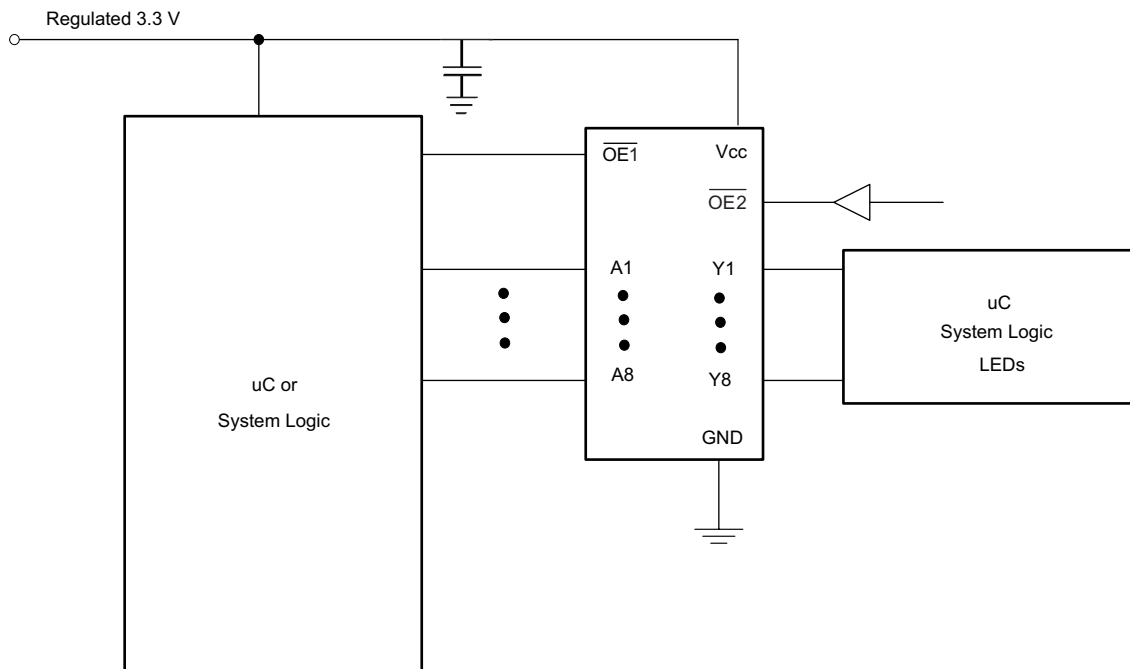 Regulated 3.3 V
OE1
Vcc
OE2
A1
Y1
A8
Y8
GND
uC or
System Logic
uC
System Logic
LEDs